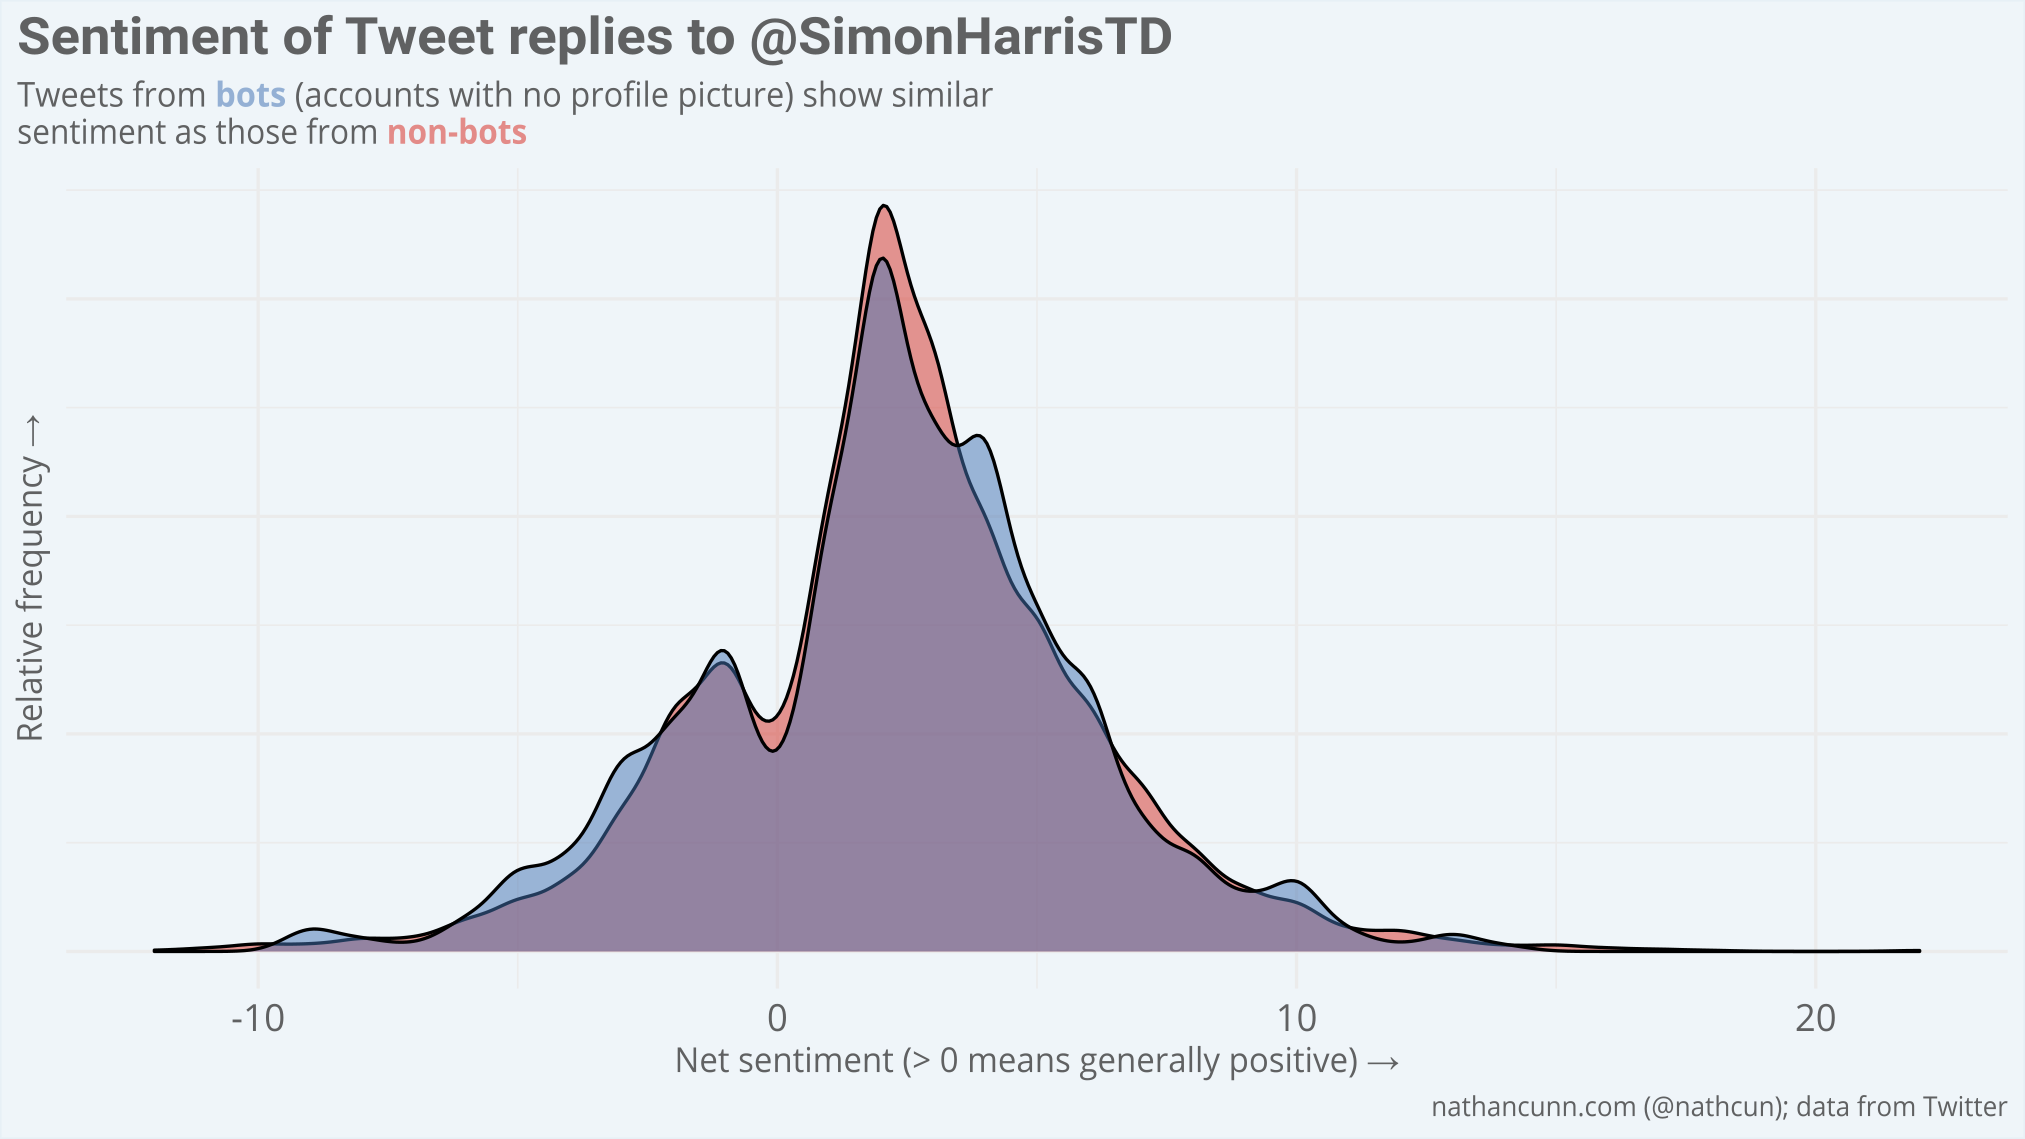 Sentiment of Tweet replies to @SimonHarrisTD
Tweets from bots (accounts with no profile picture) show similar
sentiment as those from non-bots
Relative frequency →
-10 0 10 20
Net sentiment (> 0 means generally positive) →
nathancunn.com (@nathcun); data from Twitter